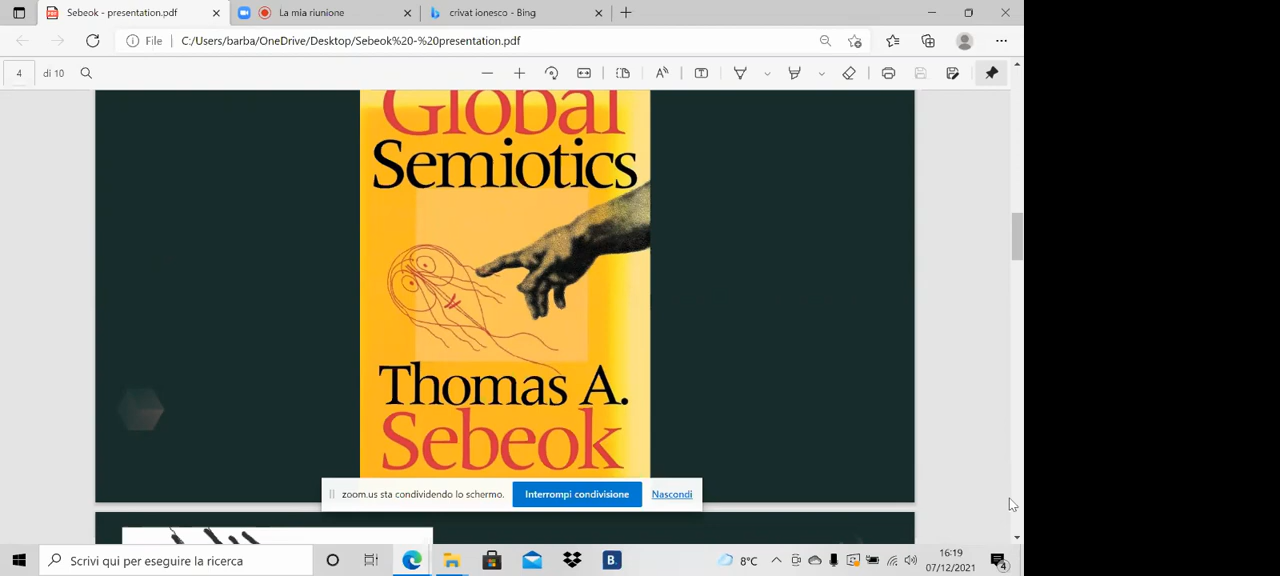 Sebeok - presentation.pdf
La mia riunione
crivat ionesco - Bing
File
C:/Users/barba/OneDrive/Desktop/Sebeok%20-%20presentation.pdf
4
di 10
Global
Semiotics
Thomas A.
Sebeok
zoom.us sta condividendo lo schermo.
Interrompi condivisione
Nascondi
Scrivi qui per eseguire la ricerca
B.
8°C
16:19
07/12/2021
4